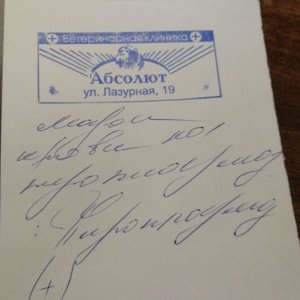 Ветеринарная клиника
Абсолют
ул. Лазурная, 19
мазок
крови на
пироплазмоз
: Пироплазмоз
(+)